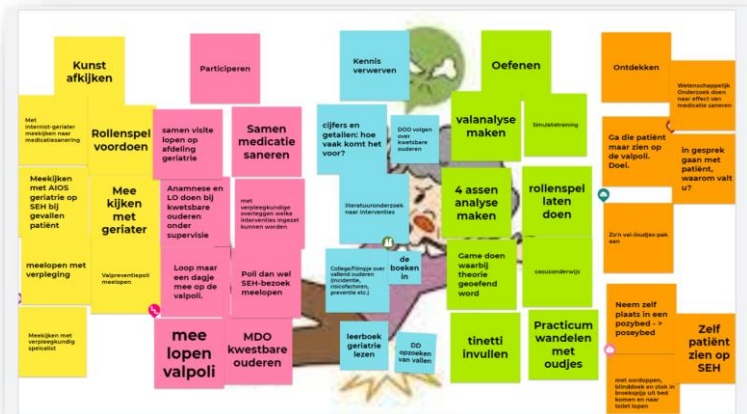 Kunst
afkijken
Met
internist-geriater
meekijken naar
medicatiesanering
Rollenspel
voordoen
Meekijken
met AIOS
geriatrie op
SEH bij
gevallen
patiënt
Mee
kijken
met
geriater
meelopen met
verpleging
Valpreventiepoli
meelopen
Meekijken met
verpleegkundig
specialist
Participeren
samen visite
lopen op
afdeling
geriatrie
Samen
medicatie
saneren
Anamnese en
LO doen bij
kwetsbare
ouderen
onder
supervisie
met
verpleegkundige
overleggen welke
interventies ingezet
kunnen worden
Loop maar
een dagje
mee op de
valpoli.
Poli dan wel
SEH-bezoek
meelopen
mee
lopen
valpoli
MDO
kwestbare
ouderen
Kennis
verwerven
cijfers en
getallen: hoe
vaak komt het
voor?
DOO volgen
over
kwetsbare
ouderen
literatuuronderzoek
naar interventies
College/filmpje over
vallend ouderen
(incidentie,
risicofactoren,
preventie etc.)
de
boeken
in
leerboek
geriatrie
lezen
DD
opzoeken
van vallen
Oefenen
valanalyse
maken
Simulatietraining
4 assen
analyse
maken
rollenspel
laten
doen
Game doen
waarbij
theorie
geoefend
word
casusonderwijs
tinetti
invullen
Practicum
wandelen
met
oudjes
Ontdekken
Wetenschappelijk
Onderzoek doen
naar effect van
medicatie saneren
Ga die patiënt
maar zien op
de valpoli.
Doei.
in gesprek
gaan met
patiënt,
waarom valt
u?
Zo'n val-oudjes-pak
aan
Neem zelf
plaats in een
pozybed - >
poseybed
Zelf
patiënt
zien op
SEH
met oordoppen,
blinddoek en stok in
broekspijp uit bed
komen en naar
toilet lopen